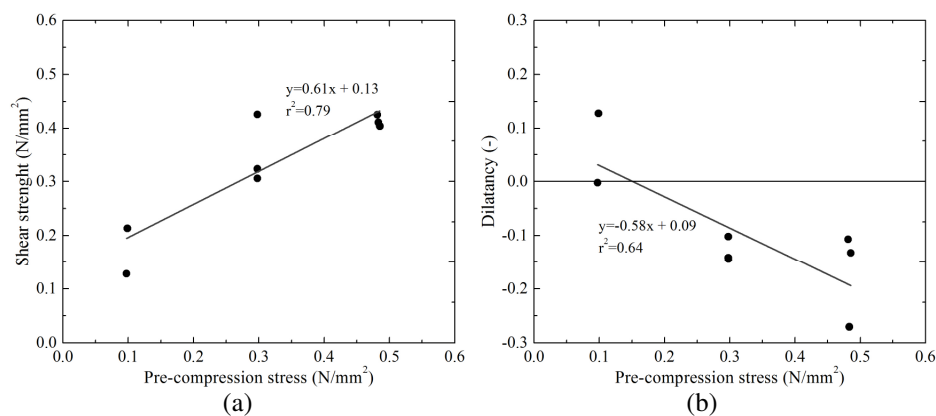 0.6
0.5
0.4
0.3
0.2
0.1
0.0
Shear strenght (N/mm²)
y=0.61x + 0.13
r²=0.79
0.0 0.1 0.2 0.3 0.4 0.5 0.6
Pre-compression stress (N/mm²)
(a)
0.3
0.2
0.1
0.0
-0.1
-0.2
-0.3
Dilatancy (-)
y=-0.58x + 0.09
r²=0.64
0.0 0.1 0.2 0.3 0.4 0.5 0.6
Pre-compression stress (N/mm²)
(b)